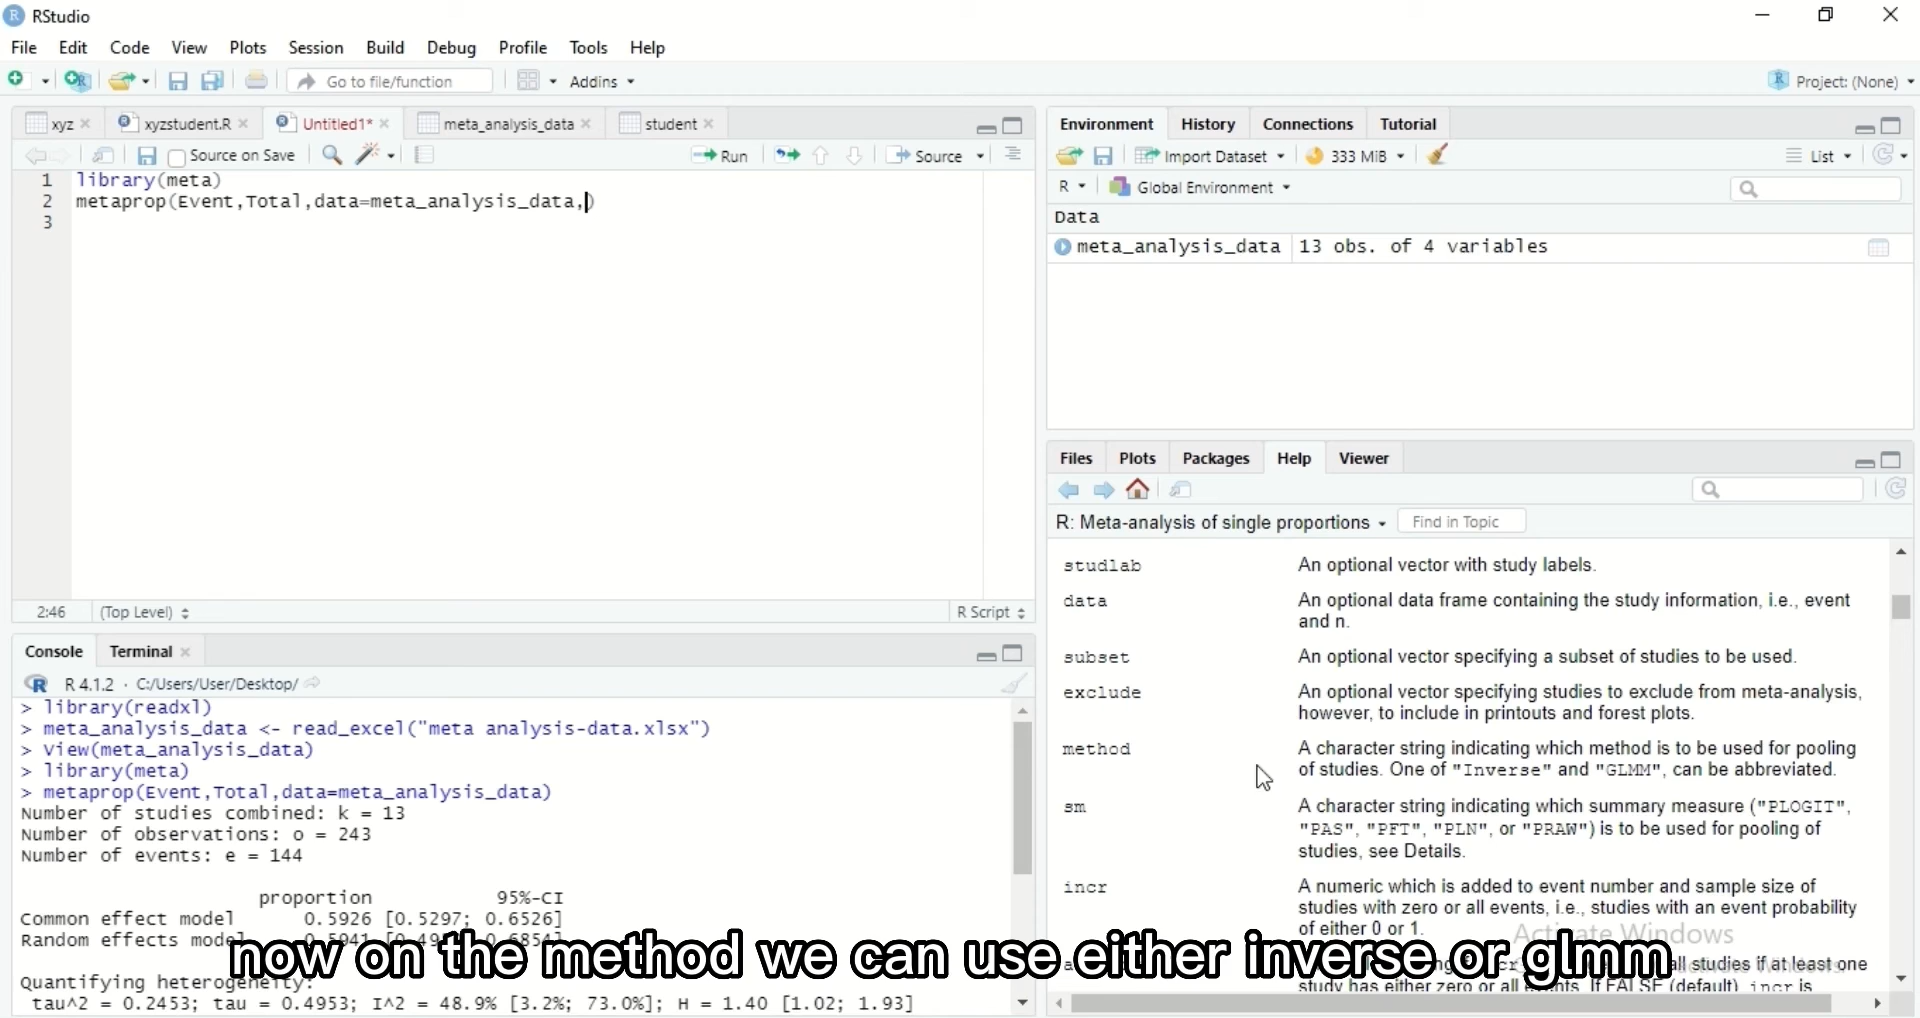 RStudio
File Edit Code View Plots Session Build Debug Profile Tools Help
Go to file/function Addins Project: (None)
xyz xyzstudent.R Untitled1* meta_analysis_data student
Source on Save Run Source
1 library(meta)
2 metaprop(Event,Total,data=meta_analysis_data,)
3
2:46 (Top Level) R Script
Console Terminal
R 4.1.2 · C:/Users/User/Desktop/
> library(readxl)
> meta_analysis_data <- read_excel("meta analysis-data.xlsx")
> View(meta_analysis_data)
> library(meta)
> metaprop(Event,Total,data=meta_analysis_data)
Number of studies combined: k = 13
Number of observations: o = 243
Number of events: e = 144
proportion 95%-CI
Common effect model 0.5926 [0.5297; 0.6526]
Random effects model 0.5941
Quantifying heterogeneity:
tau^2 = 0.2453; tau = 0.4953; I^2 = 48.9% [3.2%; 73.0%]; H = 1.40 [1.02; 1.93]
Environment History Connections Tutorial
Import Dataset 333 MiB List
R Global Environment
Data
meta_analysis_data 13 obs. of 4 variables
Files Plots Packages Help Viewer
R: Meta-analysis of single proportions Find in Topic
studlab An optional vector with study labels.
data An optional data frame containing the study information, i.e., event
and n.
subset An optional vector specifying a subset of studies to be used.
exclude An optional vector specifying studies to exclude from meta-analysis,
however, to include in printouts and forest plots.
method A character string indicating which method is to be used for pooling
of studies. One of "Inverse" and "GLMM", can be abbreviated.
sm A character string indicating which summary measure ("PLOGIT",
"PAS", "PFT", "PLN", or "PRAW") is to be used for pooling of
studies, see Details.
incr A numeric which is added to event number and sample size of
studies with zero or all events, i.e., studies with an event probability
of either 0 or 1.
all studies if at least one
study has either zero or all events. If FALSE (default), incr is
Activate Windows
now on the method we can use either inverse or glmm